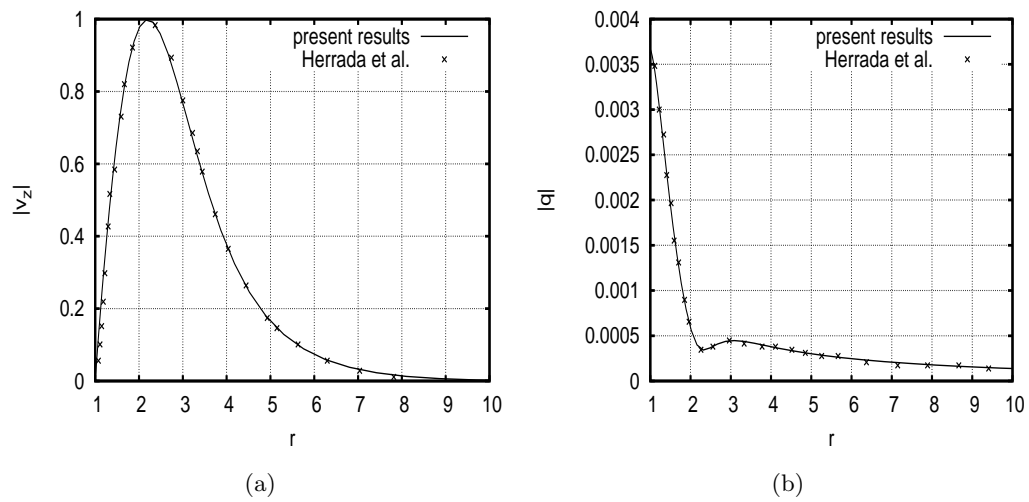 present results
Herrada et al.
1
0.8
0.6
0.4
0.2
0
|v_z|
1 2 3 4 5 6 7 8 9 10
r
(a)
present results
Herrada et al.
0.004
0.0035
0.003
0.0025
0.002
0.0015
0.001
0.0005
0
|q|
1 2 3 4 5 6 7 8 9 10
r
(b)